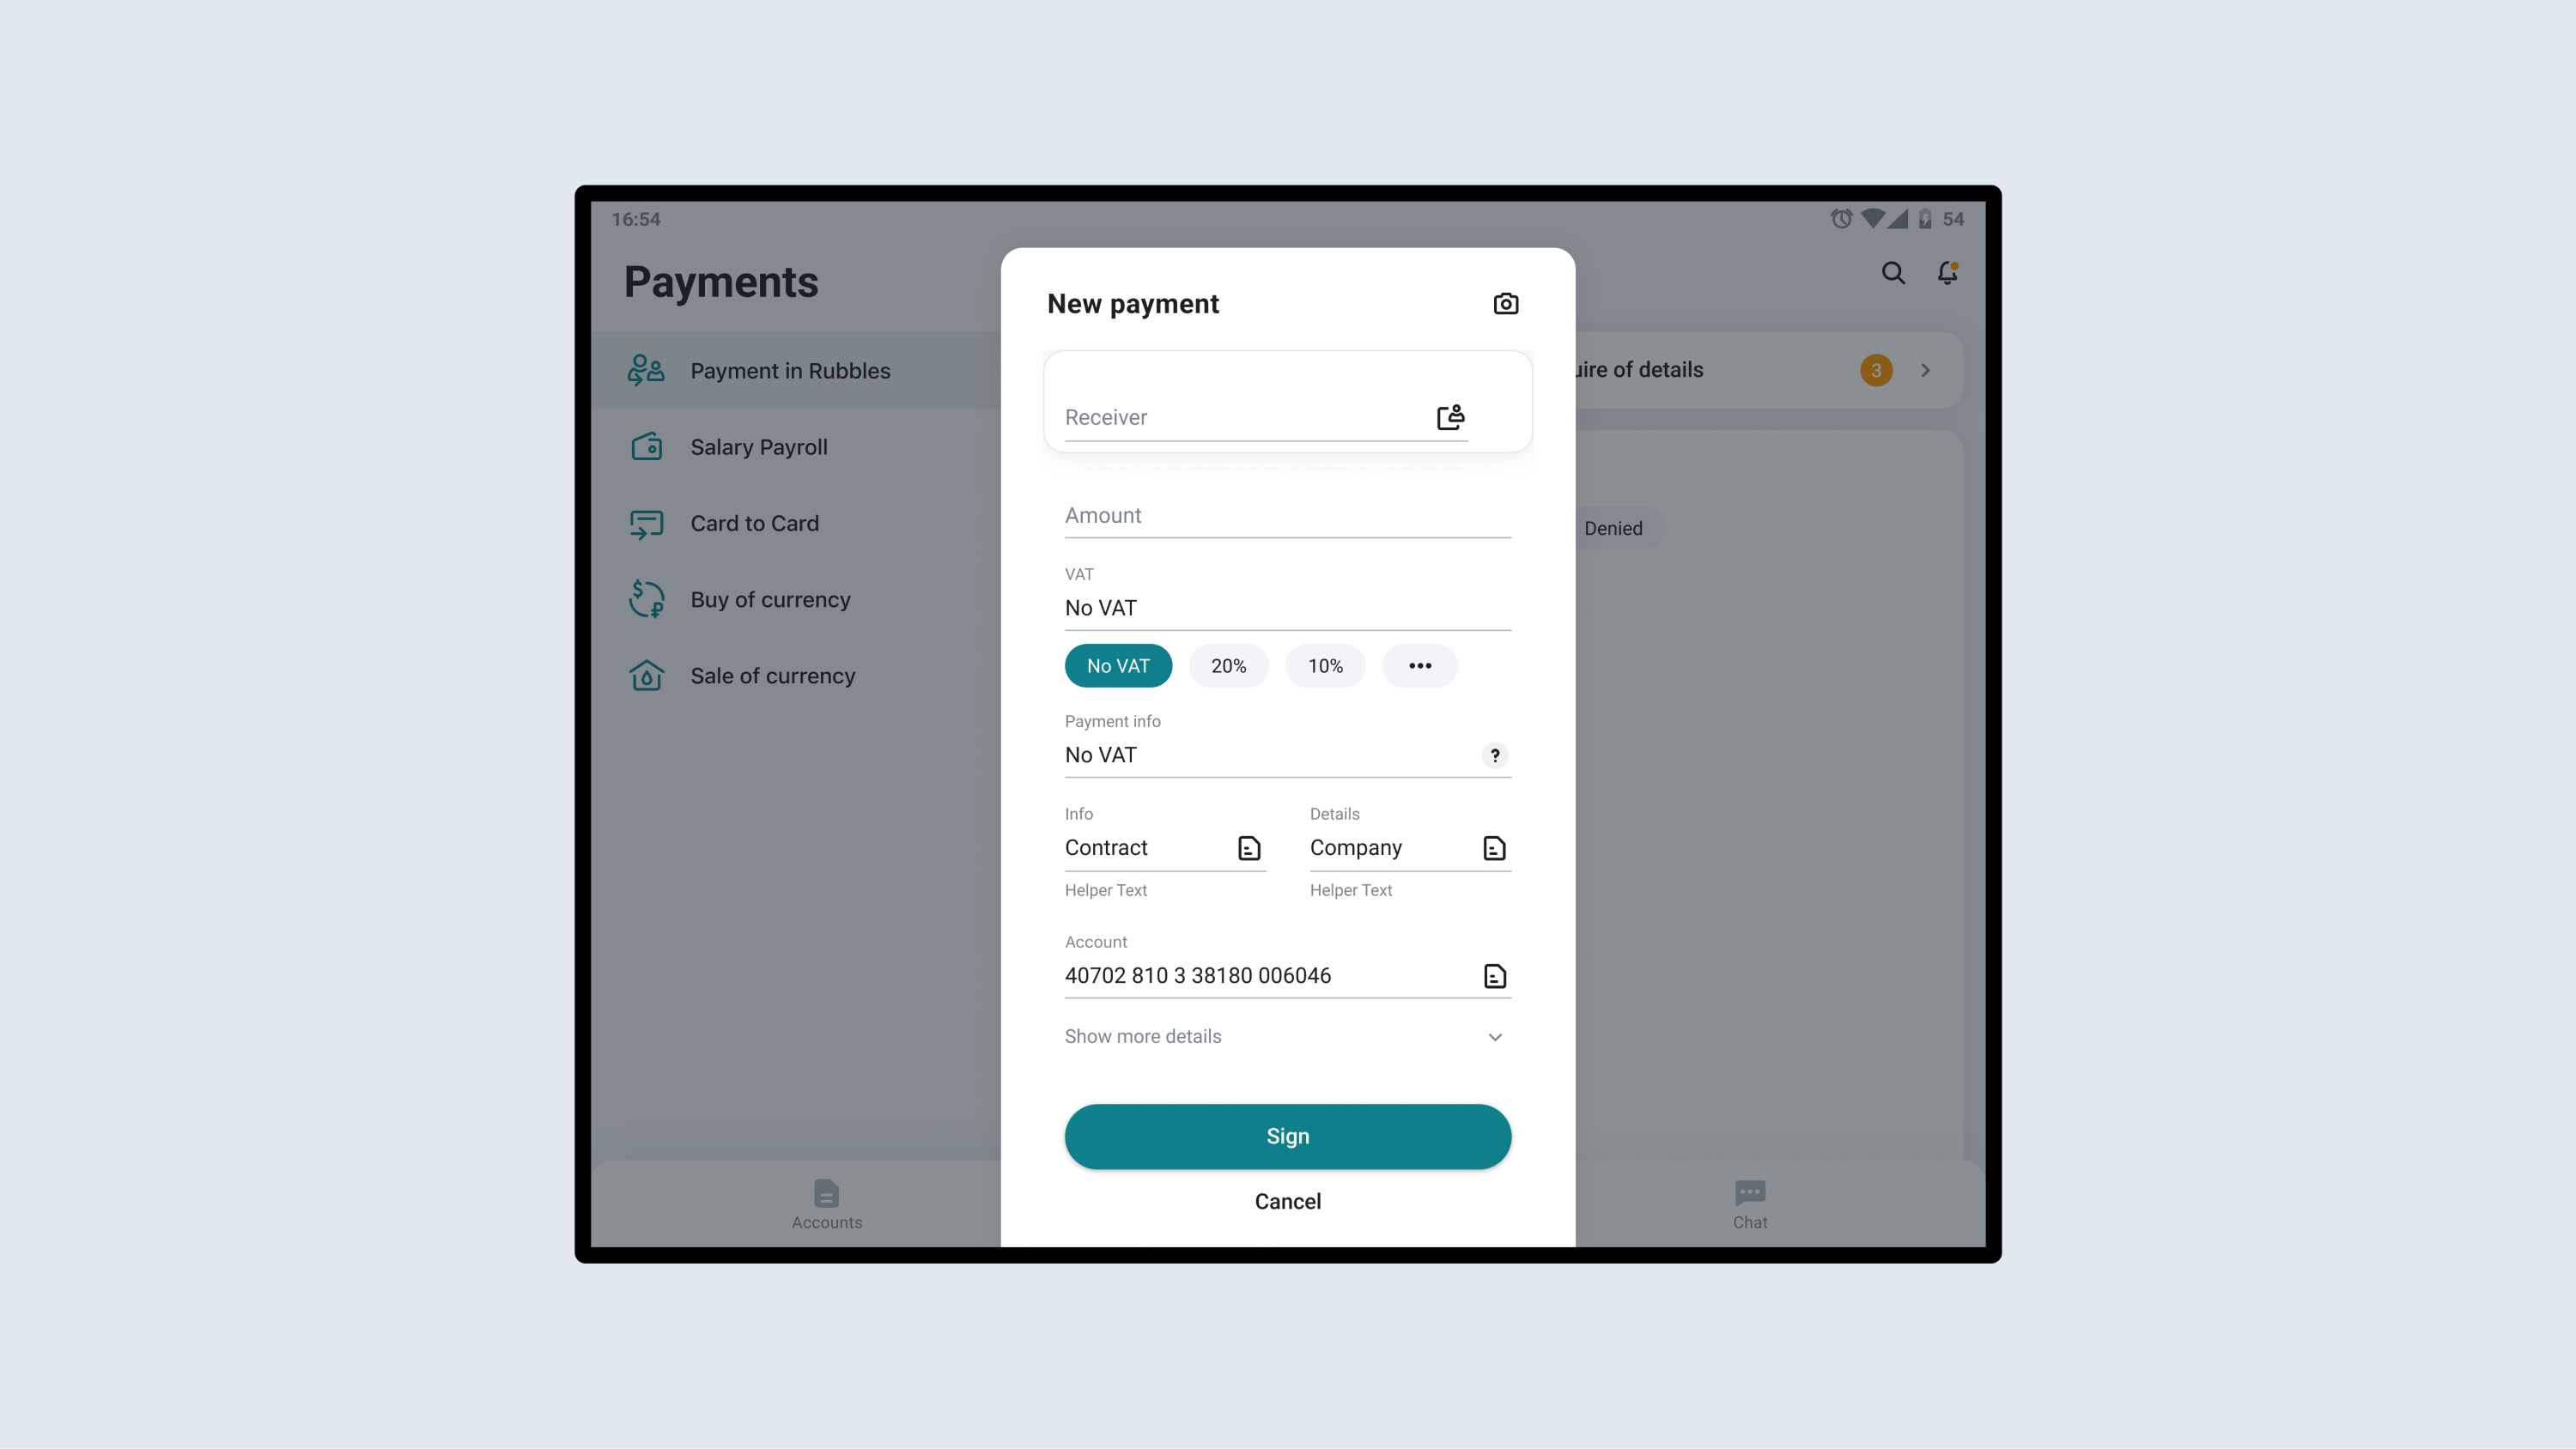 16:54
54
Payments
Payment in Rubbles
Salary Payroll
Card to Card
Buy of currency
Sale of currency
New payment
Receiver
Amount
VAT
No VAT
No VAT 20% 10% •••
Payment info
No VAT
?
Info Details
Contract Company
Helper Text Helper Text
Account
40702 810 3 38180 006046
Show more details
Sign
Cancel
of details
3
Denied
Accounts
Chat